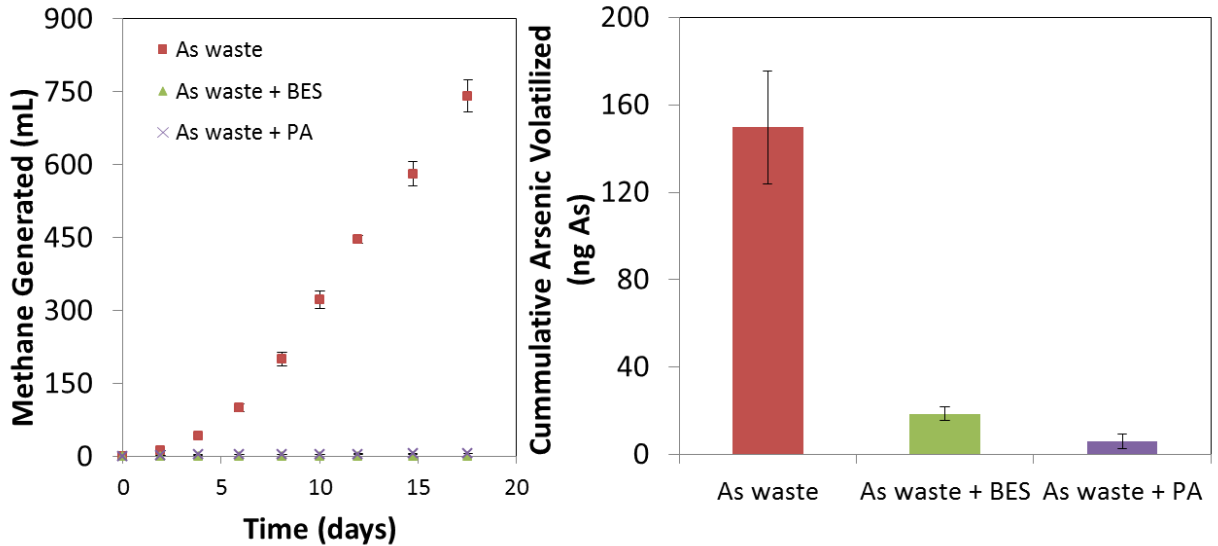 900
750
600
450
300
150
0
Methane Generated (mL)
As waste
As waste + BES
As waste + PA
0 5 10 15 20
Time (days)
Cummulative Arsenic Volatilized
(ng As)
200
160
120
80
40
0
As waste As waste + BES As waste + PA